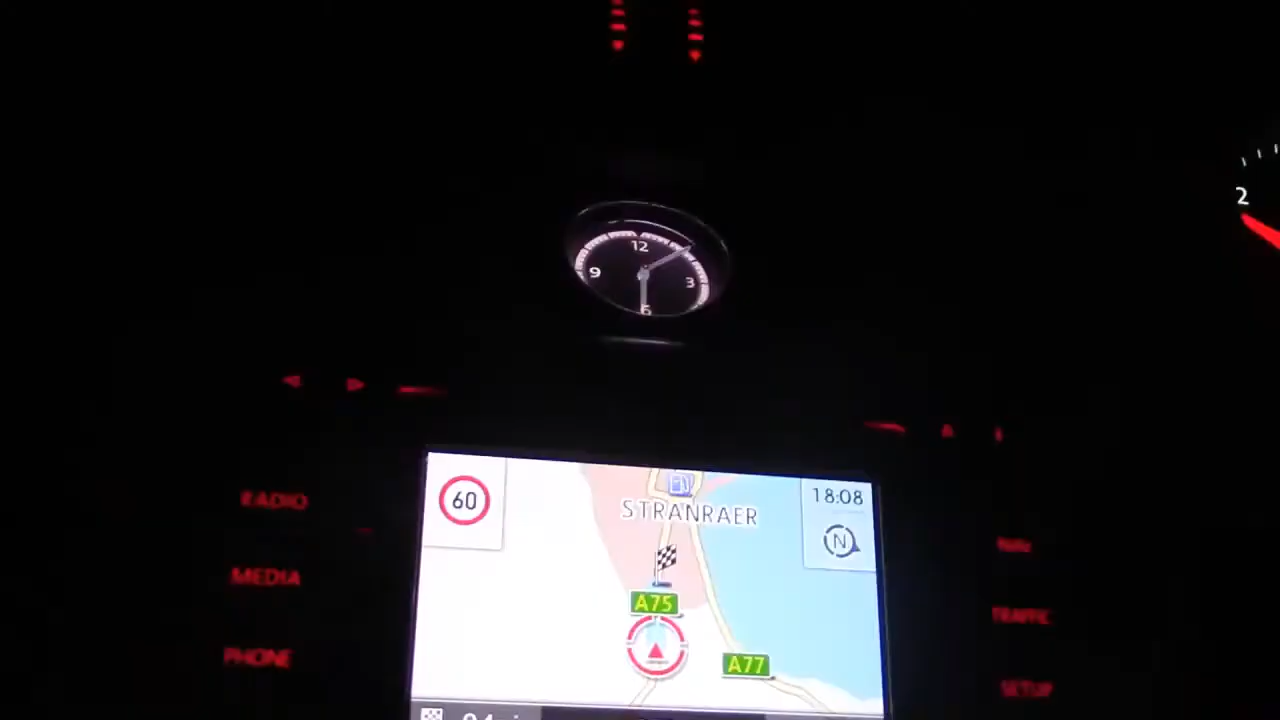 2
12
9
3
6
60
18:08
STRANRAER
N
RADIO
A75
MEDIA
TRAFFIC
PHONE
A77
SETUP